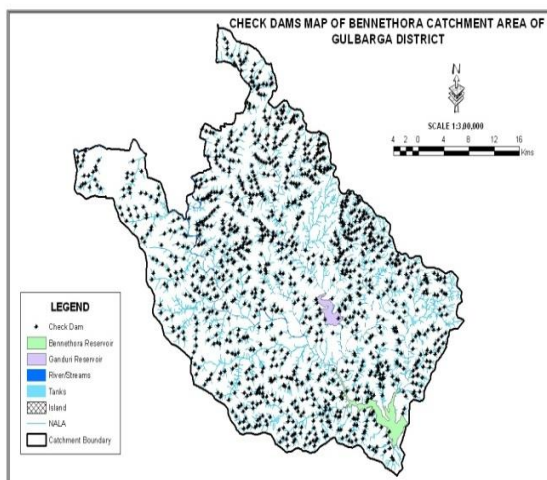 CHECK DAMS MAP OF BENNETHORA CATCHMENT AREA OF
GULBARGA DISTRICT
N
SCALE 1:3,00,000
4 2 0 4 8 12 16
Kms
LEGEND
Check Dam
Bennethora Reservoir
Ganduri Reservoir
River/Streams
Tanks
Island
NALA
Catchment Boundary